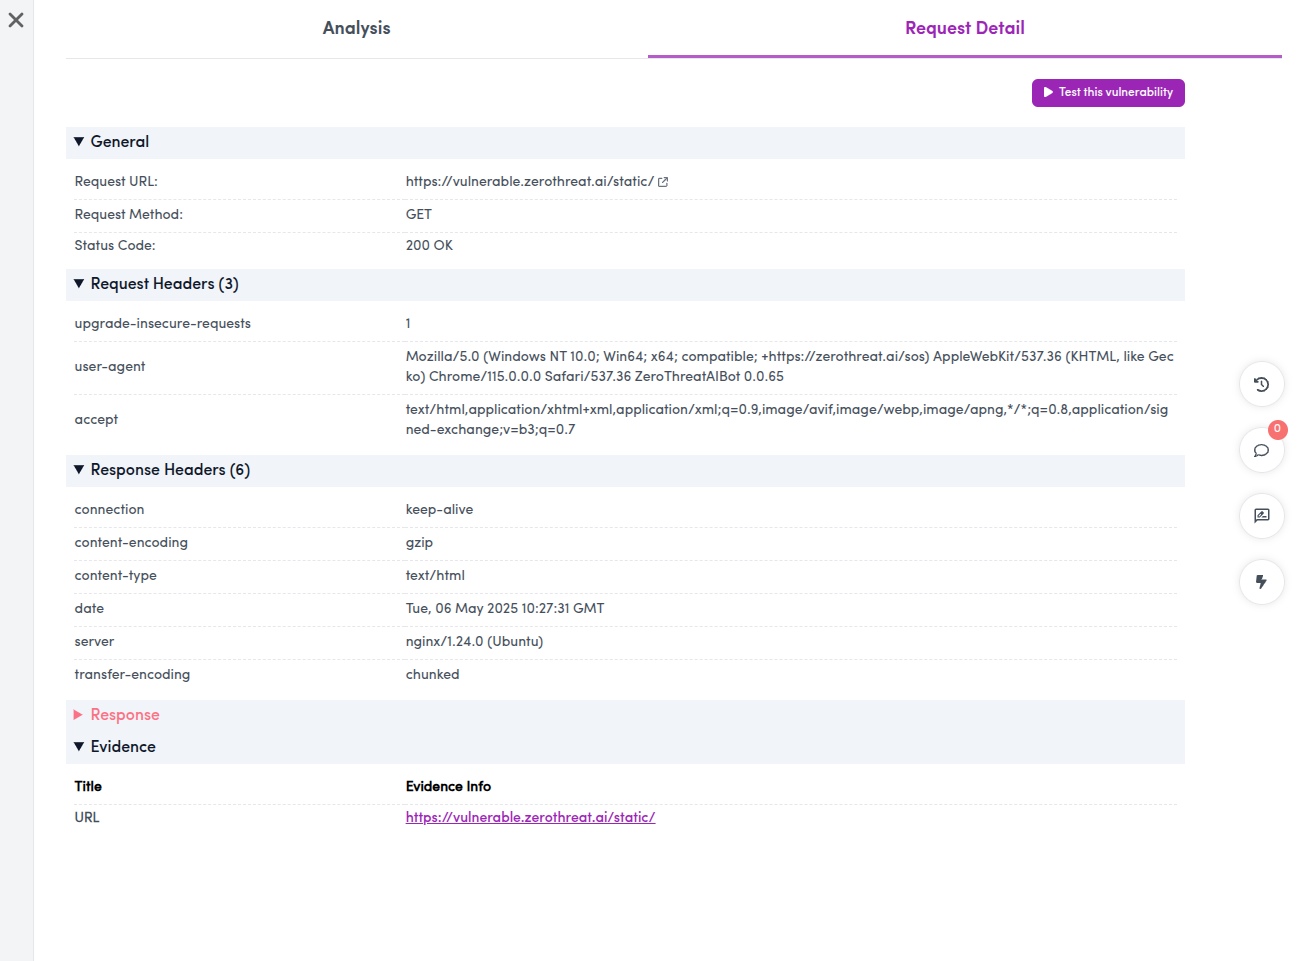 Analysis
Request Detail
Test this vulnerability
General
Request URL: https://vulnerable.zerothreat.ai/static/
Request Method: GET
Status Code: 200 OK
Request Headers (3)
upgrade-insecure-requests 1
user-agent Mozilla/5.0 (Windows NT 10.0; Win64; x64; compatible; +https://zerothreat.ai/sos) AppleWebKit/537.36 (KHTML, like Gec
ko) Chrome/115.0.0.0 Safari/537.36 ZeroThreatAIBot 0.0.65
accept text/html,application/xhtml+xml,application/xml;q=0.9,image/avif,image/webp,image/apng,*/*;q=0.8,application/sig
ned-exchange;v=b3;q=0.7
0
Response Headers (6)
connection keep-alive
content-encoding gzip
content-type text/html
date Tue, 06 May 2025 10:27:31 GMT
server nginx/1.24.0 (Ubuntu)
transfer-encoding chunked
Response
Evidence
Title Evidence Info
URL https://vulnerable.zerothreat.ai/static/